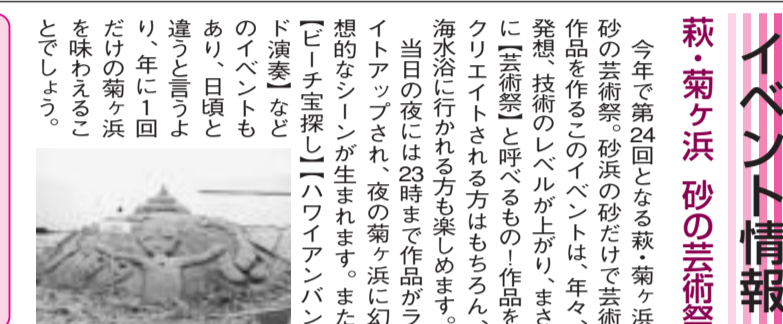 イベント情報
萩・菊ヶ浜 砂の芸術祭
今年で第24回となる萩・菊ヶ浜
砂の芸術祭。砂浜の砂だけで芸術
作品を作るこのイベントは、年々、
発想、技術のレベルが上がり、まさ
に【芸術祭】と呼べるもの!作品を
クリエイトされる方はもちろん、
海水浴に行かれる方も楽しめます。
当日の夜には23時まで作品がラ
イトアップされ、夜の菊ヶ浜に幻
想的なシーンが生まれます。また
【ビーチ宝探し】【ハワイアンバン
ド演奏】など
のイベントも
あり、日頃と
違うと言うよ
り、年に1回
だけの菊ヶ浜
を味わえるこ
とでしょう。